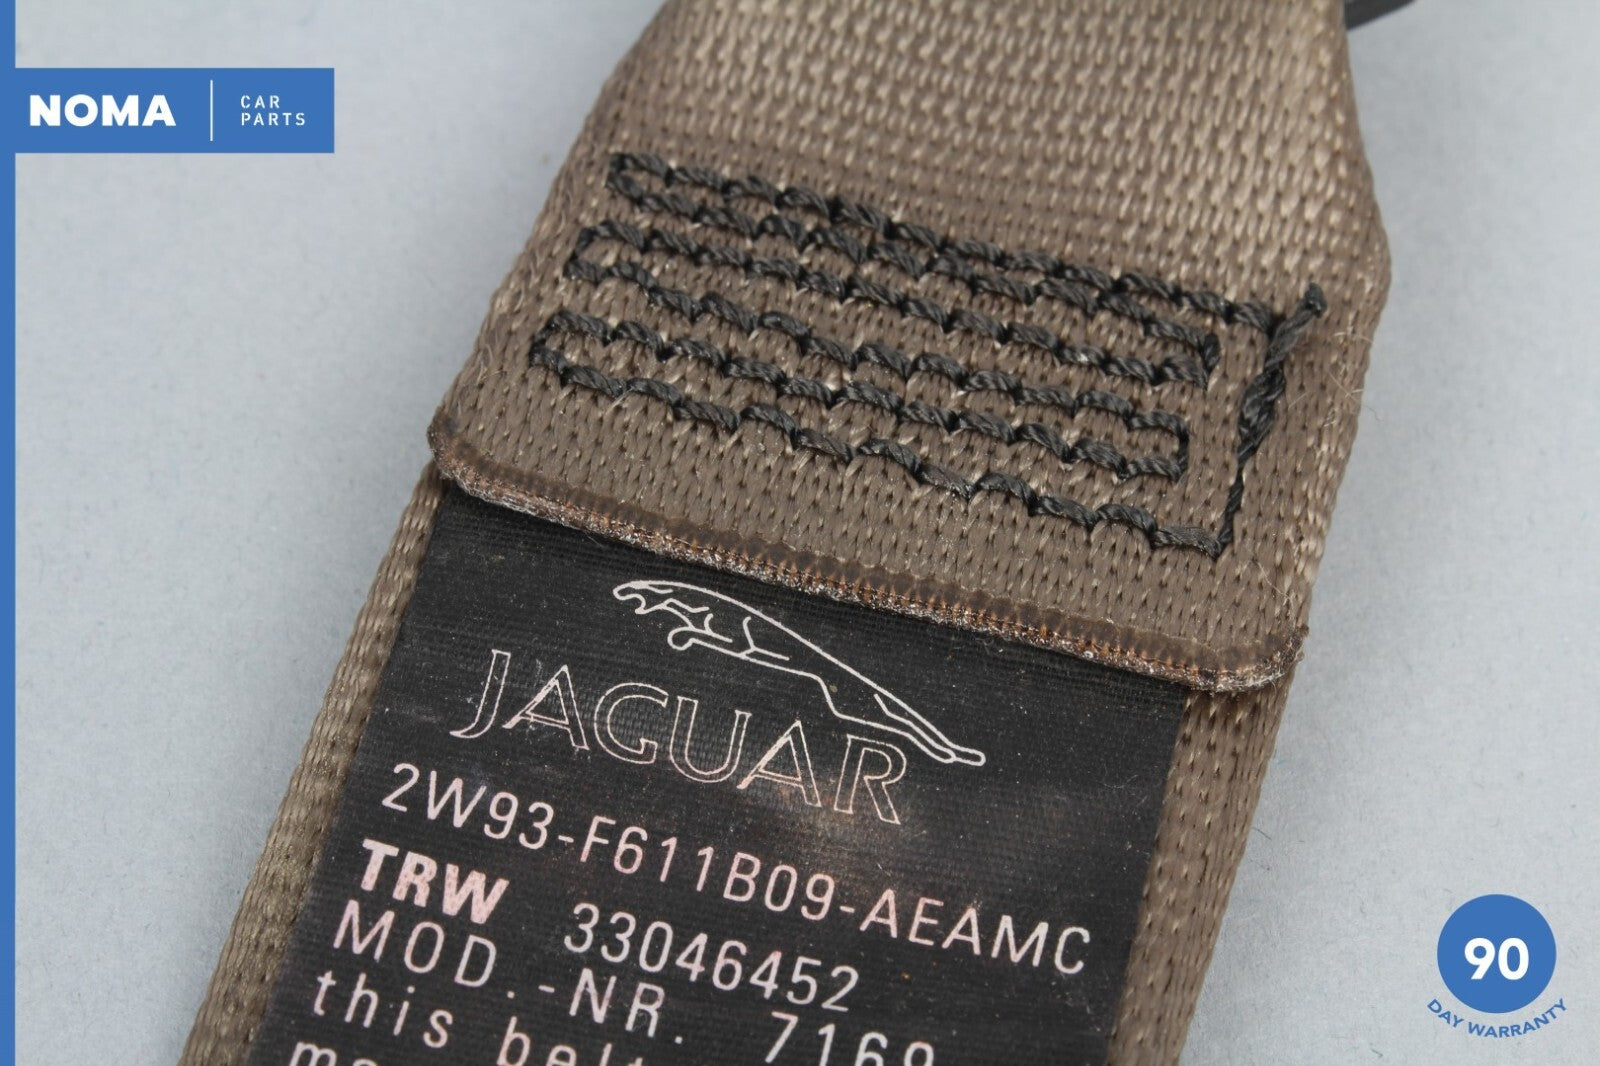 NOMA
CAR
PARTS
JAGUAR
2W93-F611B09-AEAMC
TRW 33046452
MOD.-NR. 7169
this belt
90
DAY WARRANTY